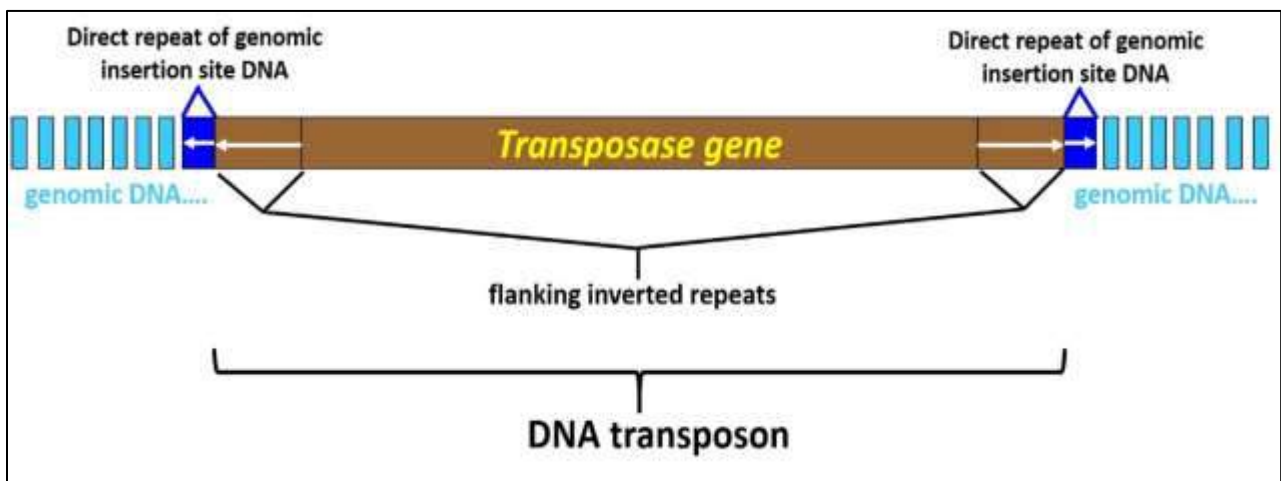 Direct repeat of genomic
insertion site DNA
Direct repeat of genomic
insertion site DNA
Transposase gene
genomic DNA....
genomic DNA....
flanking inverted repeats
DNA transposon